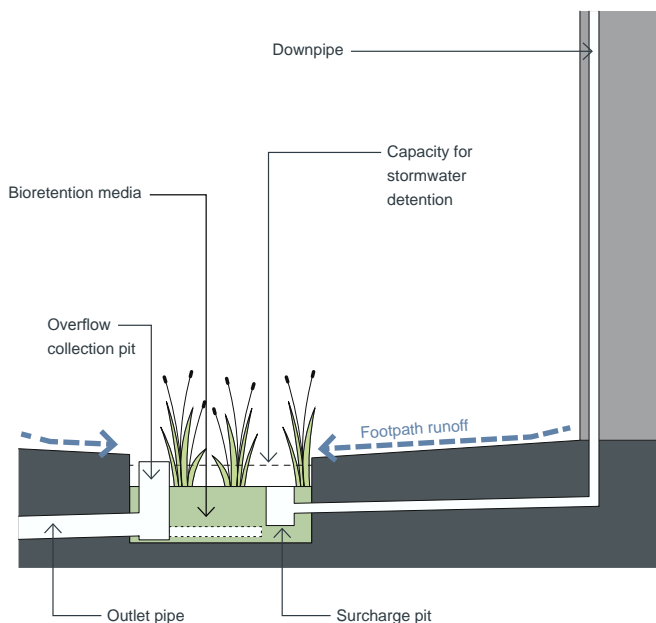 Downpipe
Capacity for
stormwater
detention
Bioretention media
Overflow
collection pit
Footpath runoff
Outlet pipe
Surcharge pit